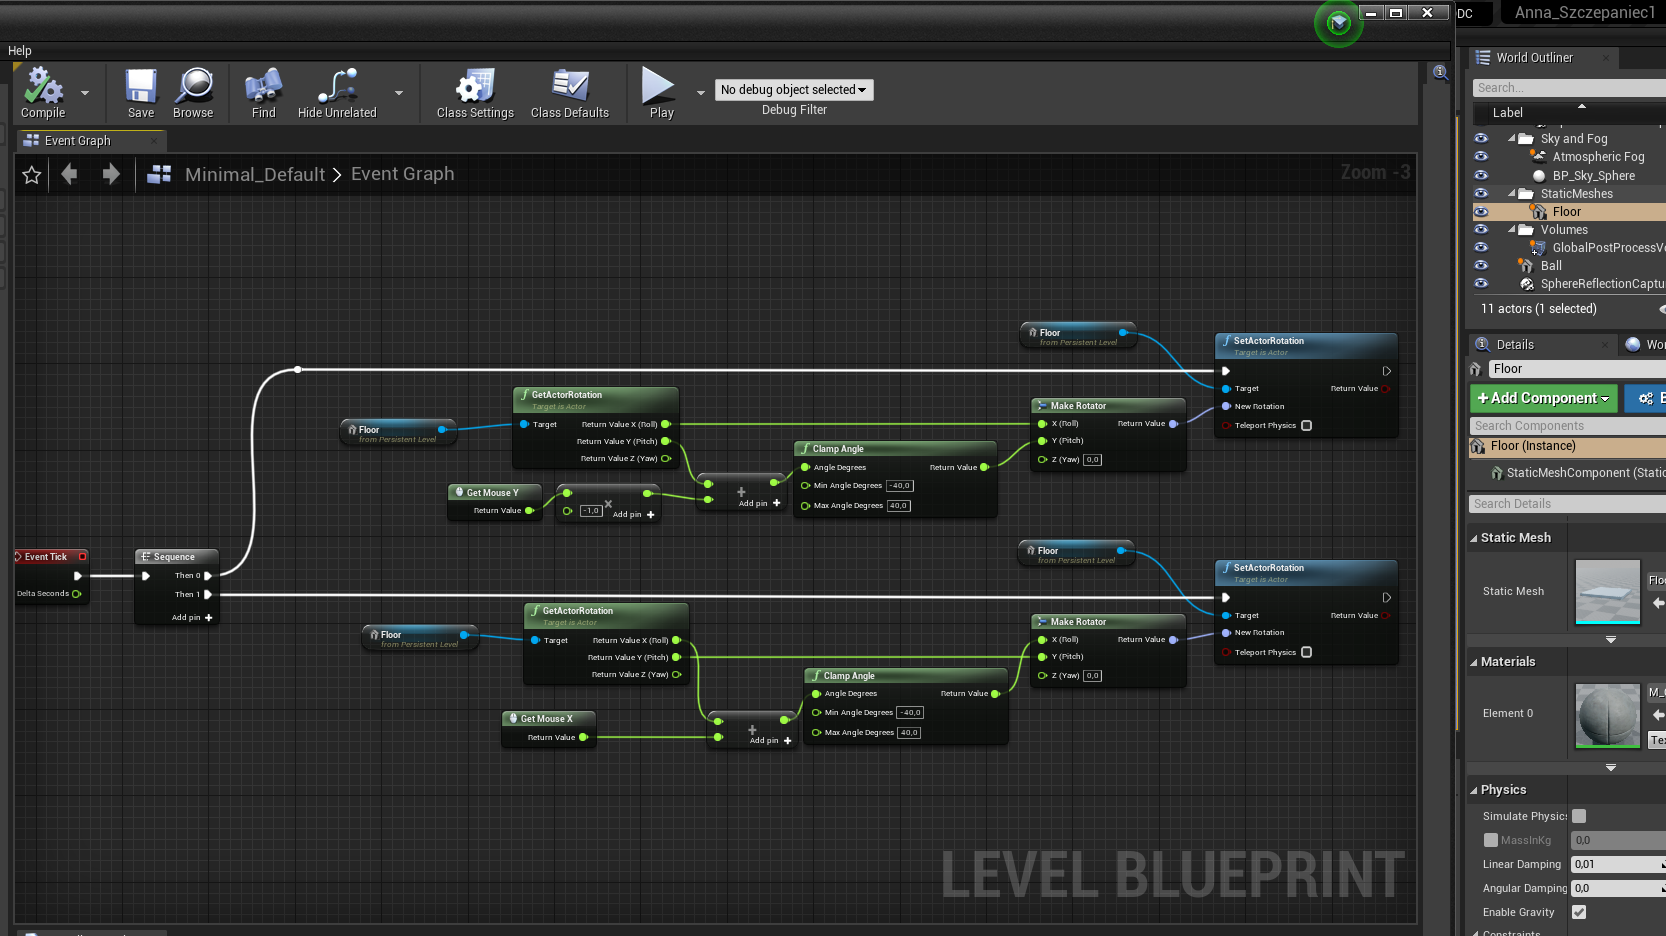 DC
Anna_Szczepaniec1
Help
Compile
Save
Browse
Find
Hide Unrelated
Class Settings
Class Defaults
Play
No debug object selected
Debug Filter
Event Graph
Minimal_Default > Event Graph
Zoom -3
Floor
from Persistent Level
SetActorRotation
Target is Actor
Target
Return Value
New Rotation
Teleport Physics
GetActorRotation
Target is Actor
Target
Return Value X (Roll)
Return Value Y (Pitch)
Return Value Z (Yaw)
Floor
from Persistent Level
Make Rotator
X (Roll)
Return Value
Y (Pitch)
Z (Yaw) 0,0
Clamp Angle
Angle Degrees
Return Value
Min Angle Degrees -40,0
Max Angle Degrees 40,0
Get Mouse Y
Return Value
-1,0
Add pin +
Add pin +
Event Tick
Delta Seconds
Sequence
Then 0
Then 1
Add pin +
Floor
from Persistent Level
SetActorRotation
Target is Actor
Target
Return Value
New Rotation
Teleport Physics
GetActorRotation
Target is Actor
Target
Return Value X (Roll)
Return Value Y (Pitch)
Return Value Z (Yaw)
Floor
from Persistent Level
Make Rotator
X (Roll)
Return Value
Y (Pitch)
Z (Yaw) 0,0
Clamp Angle
Angle Degrees
Return Value
Min Angle Degrees -40,0
Max Angle Degrees 40,0
Get Mouse X
Return Value
Add pin +
LEVEL BLUEPRINT
World Outliner
Search...
Label
Sky and Fog
Atmospheric Fog
BP_Sky_Sphere
StaticMeshes
Floor
Volumes
GlobalPostProcessV
Ball
SphereReflectionCaptu
11 actors (1 selected)
Details
Wo
Floor
+Add Component
Search Components
Floor (Instance)
StaticMeshComponent (Static
Search Details
Static Mesh
Static Mesh
Floo
Materials
Element 0
M_
Te
Physics
Simulate Physic
MassInKg 0,0
Linear Damping 0,01
Angular Damping 0,0
Enable Gravity
Constraints